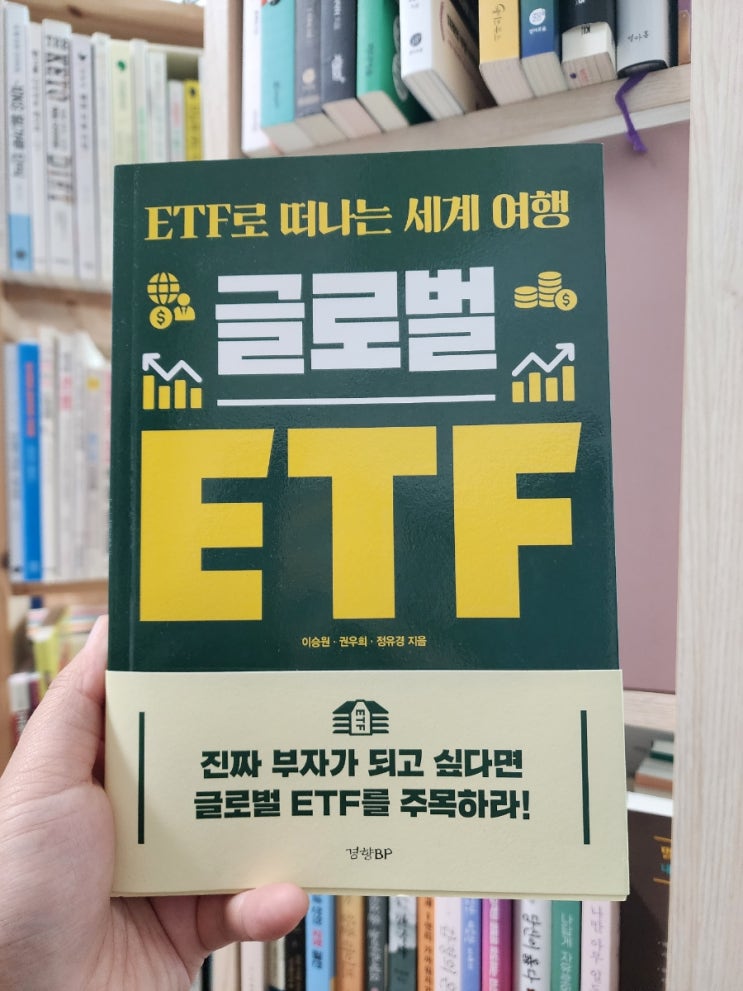 ETF로 떠나는 세계 여행
글로벌
ETF
이승원 · 권우희 · 정유경 지음
ETF
진짜 부자가 되고 싶다면
글로벌 ETF를 주목하라!
경향BP